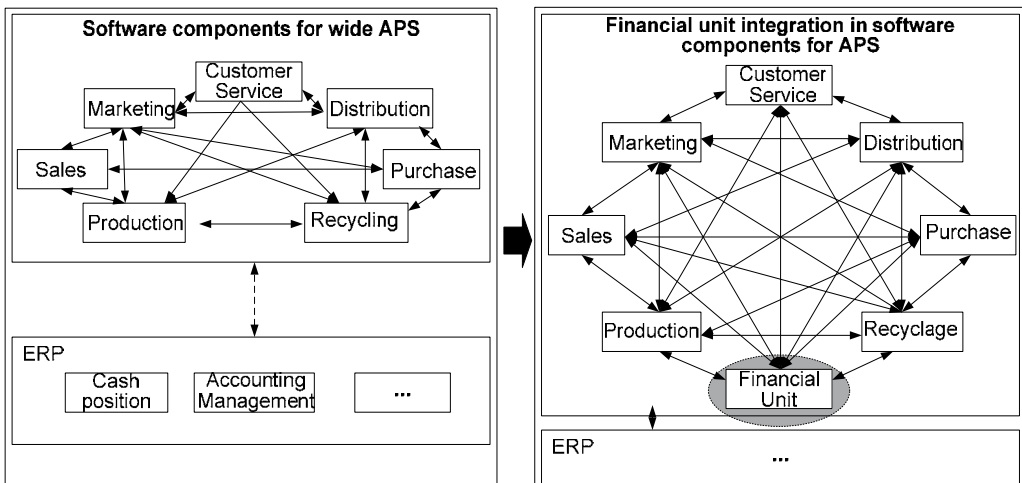 Software components for wide APS
Customer
Service
Marketing
Distribution
Sales
Purchase
Production
Recycling
ERP
Cash
position
Accounting
Management
...
Financial unit integration in software
components for APS
Customer
Service
Marketing
Distribution
Sales
Purchase
Production
Recyclage
Financial
Unit
ERP
...